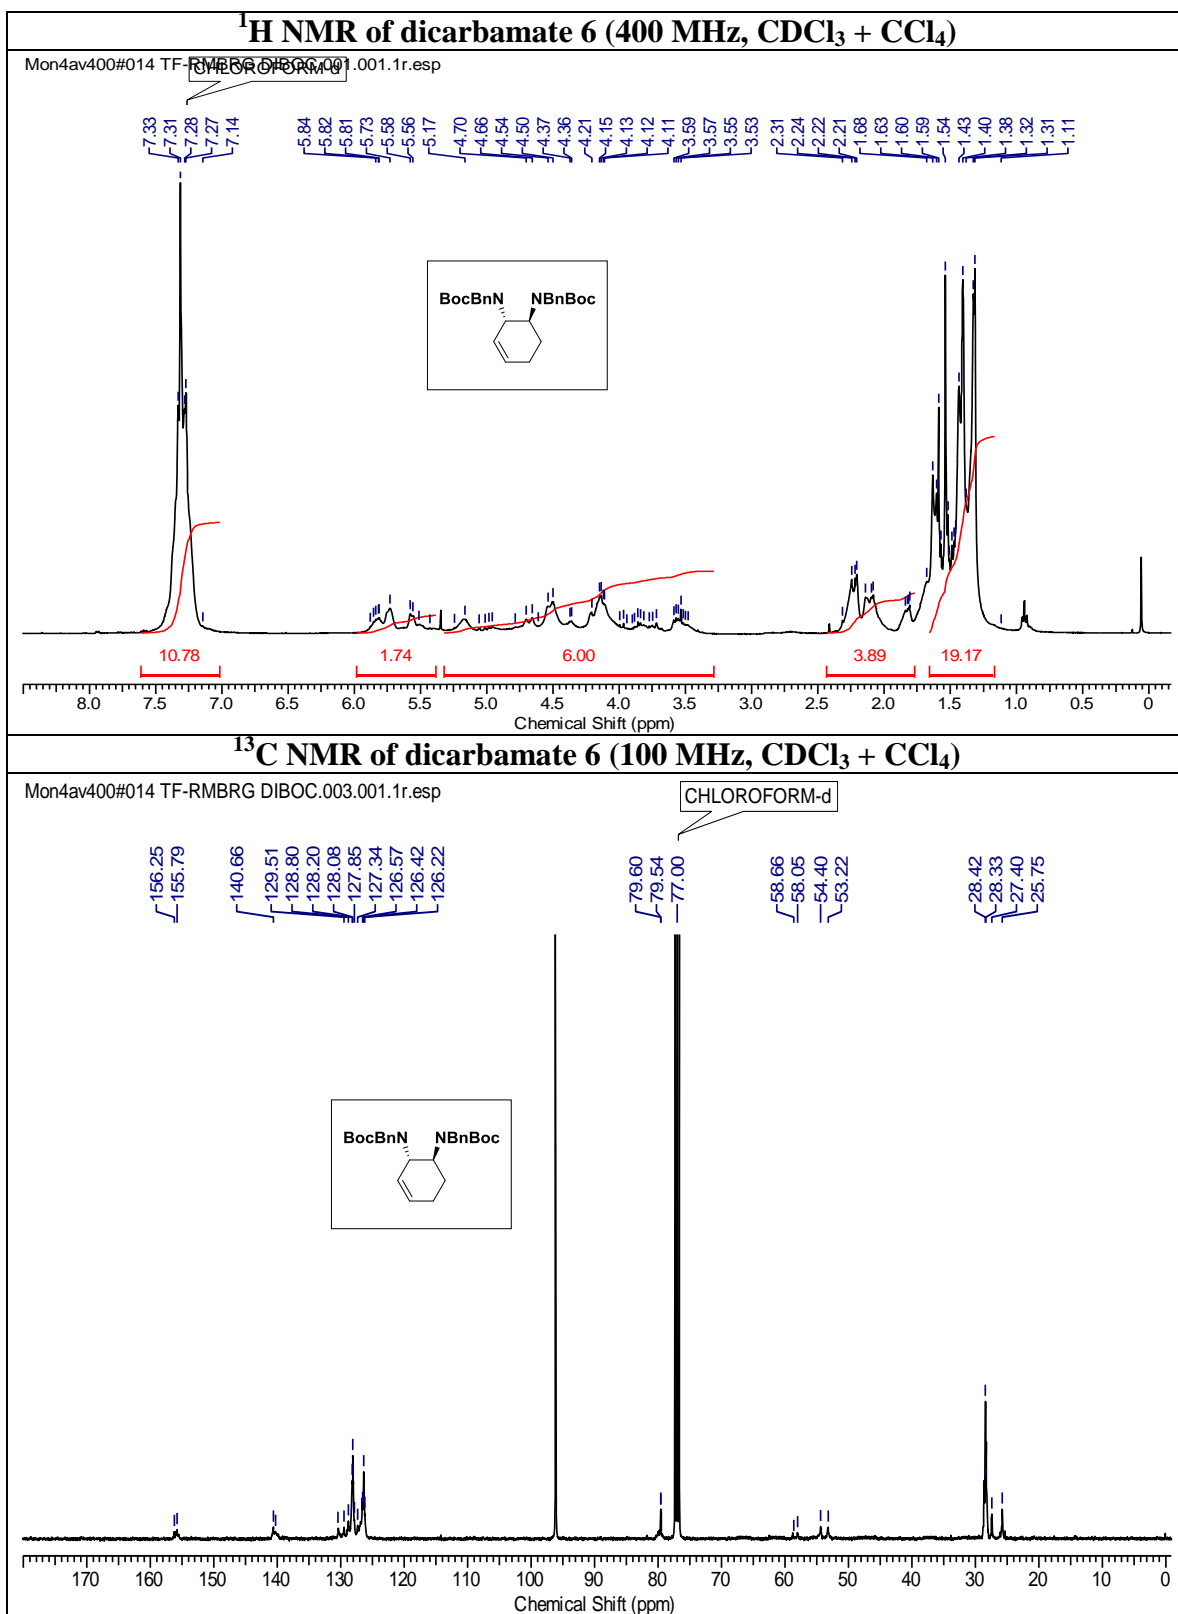 ¹H NMR of dicarbamate 6 (400 MHz, CDCl₃ + CCl₄)
Mon4av400#014 TF-RMBRG DIBOC.001.001.1r.esp
CHLOROFORM-d
7.33 7.31 7.28 7.27 7.14 5.84 5.82 5.81 5.73 5.58 5.56 5.17 4.70 4.66 4.54 4.50 4.37 4.36 4.21 4.15 4.13 4.12 4.11 3.59 3.57 3.55 3.53 2.31 2.24 2.22 2.21 1.68 1.63 1.60 1.59 1.54 1.43 1.40 1.38 1.32 1.31 1.11
BocBnN NBnBoc
10.78 1.74 6.00 3.89 19.17
8.0 7.5 7.0 6.5 6.0 5.5 5.0 4.5 4.0 3.5 3.0 2.5 2.0 1.5 1.0 0.5 0
Chemical Shift (ppm)
¹³C NMR of dicarbamate 6 (100 MHz, CDCl₃ + CCl₄)
Mon4av400#014 TF-RMBRG DIBOC.003.001.1r.esp
CHLOROFORM-d
156.25 155.79 140.66 129.51 128.80 128.20 128.08 127.85 127.34 126.57 126.42 126.22 79.60 79.54 77.00 58.66 58.05 54.40 53.22 28.42 28.33 27.40 25.75
BocBnN NBnBoc
170 160 150 140 130 120 110 100 90 80 70 60 50 40 30 20 10 0
Chemical Shift (ppm)